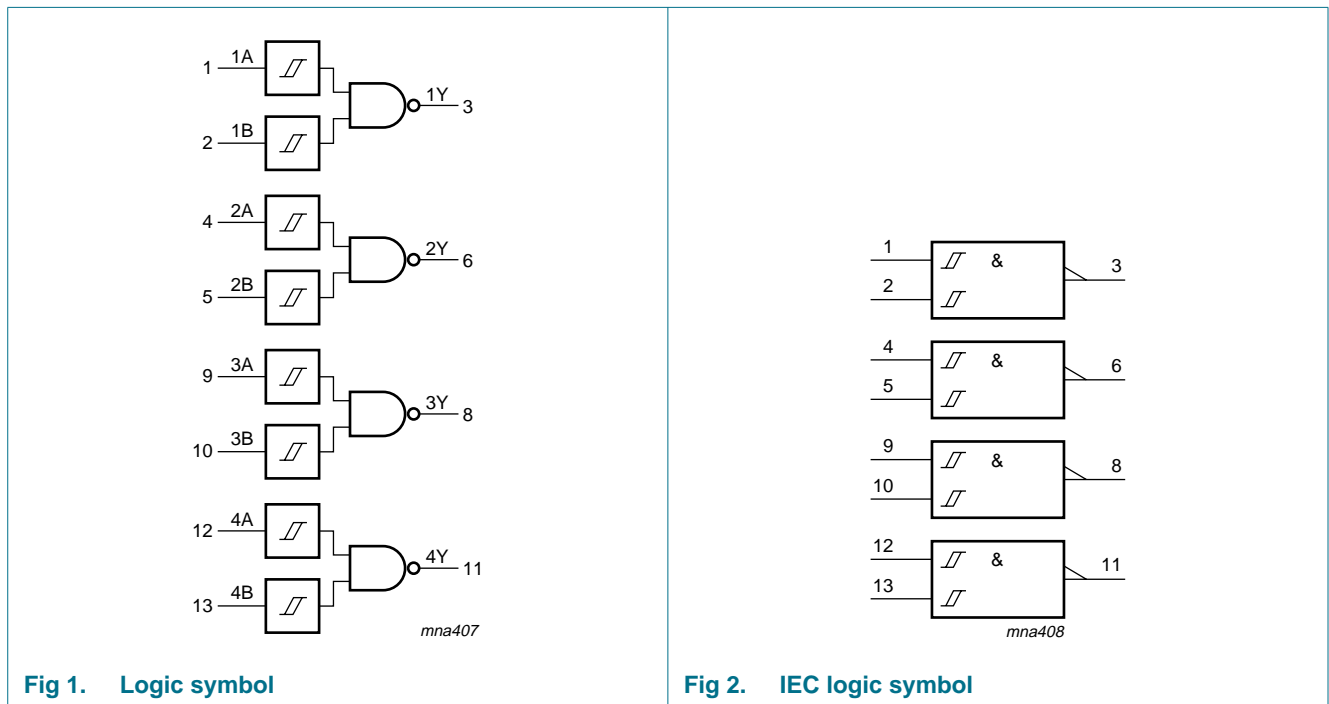 1 1A
1Y 3
2 1B
4 2A
2Y 6
5 2B
9 3A
3Y 8
10 3B
12 4A
4Y 11
13 4B
mna407
Fig 1. Logic symbol
1 & 3
2
4 & 6
5
9 & 8
10
12 & 11
13
mna408
Fig 2. IEC logic symbol